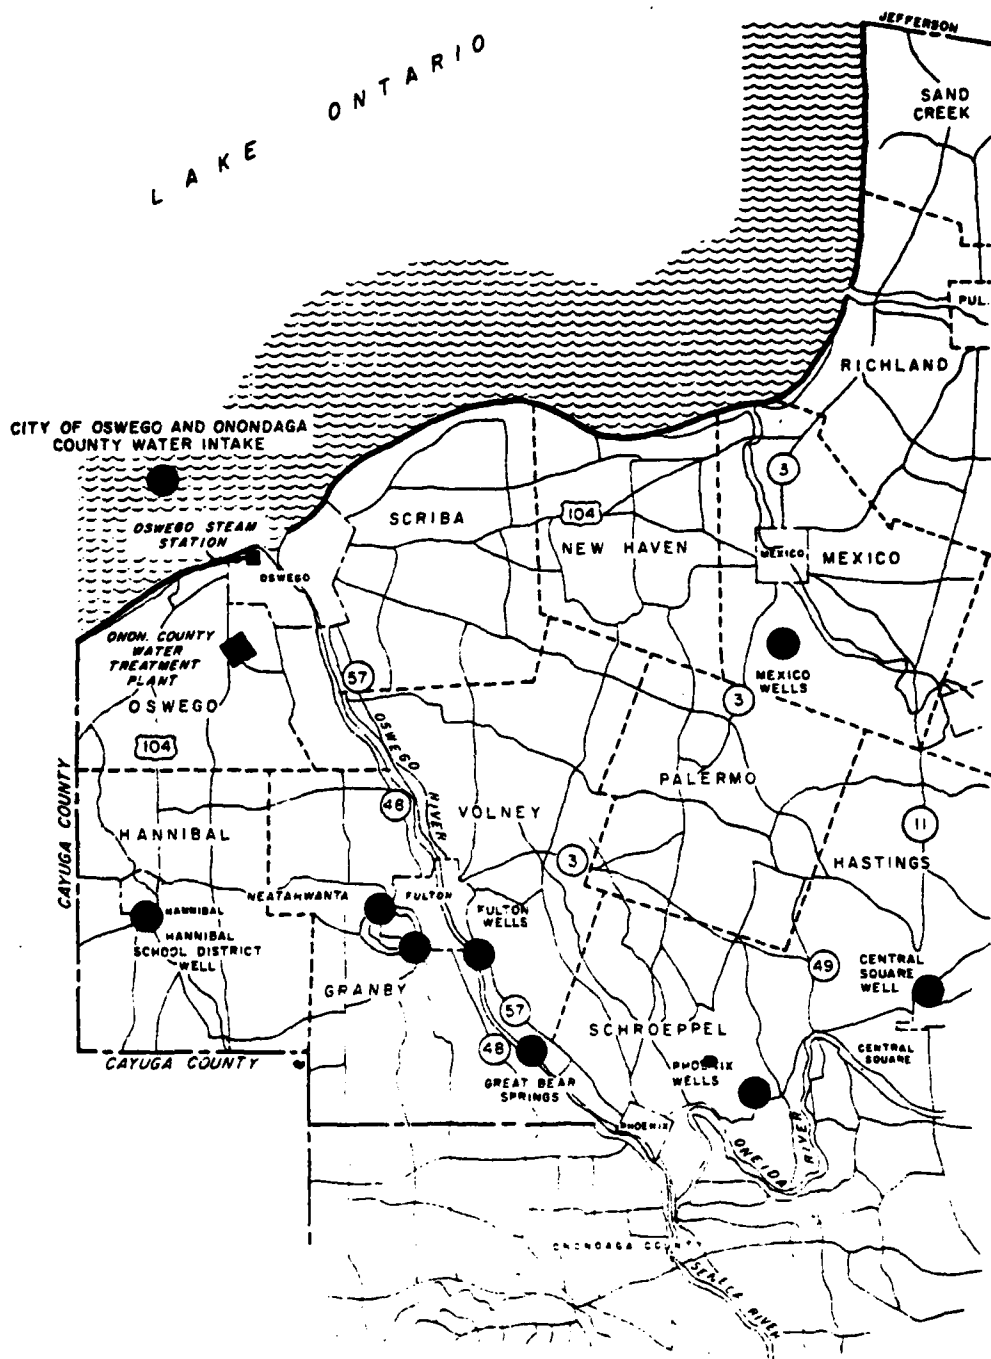 JEFFERSON
LAKE ONTARIO
SAND
CREEK
PUL.
RICHLAND
CITY OF OSWEGO AND ONONDAGA
COUNTY WATER INTAKE
3
104
SCRIBA
OSWEGO STEAM
STATION
NEW HAVEN
MEXICO
MEXICO
OSWEGO
ONON. COUNTY
WATER
TREATMENT
PLANT
57
MEXICO
WELLS
3
OSWEGO
104
OSWEGO RIVER
PALERMO
CAYUGA COUNTY
48
VOLNEY
11
HANNIBAL
3
HASTINGS
NEATAHWANTA
FULTON
FULTON
WELLS
HANNIBAL
HANNIBAL
SCHOOL DISTRICT
WELL
49
CENTRAL
SQUARE
WELL
GRANBY
57
SCHROEPPEL
48
CENTRAL
SQUARE
CAYUGA COUNTY
PHOENIX
WELLS
GREAT BEAR
SPRINGS
PHOENIX
ONEIDA RIVER
ONONDAGA COUNTY
SENECA RIVER